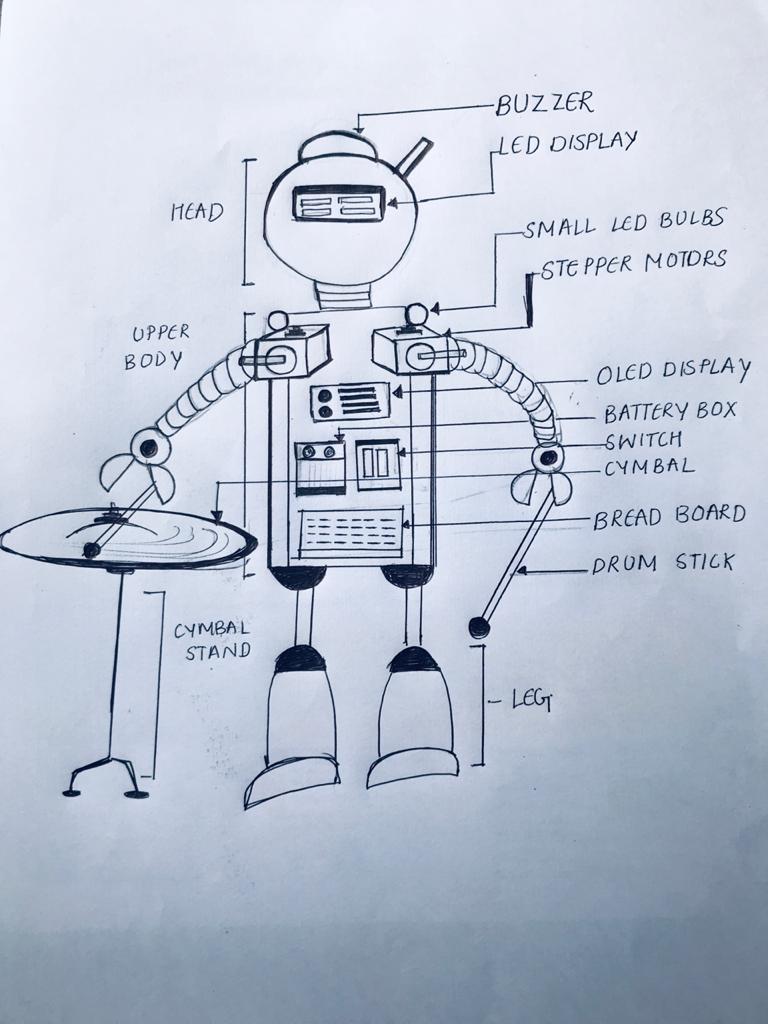 BUZZER
LED DISPLAY
HEAD
SMALL LED BULBS
STEPPER MOTORS
UPPER
BODY
OLED DISPLAY
BATTERY BOX
SWITCH
CYMBAL
BREAD BOARD
DRUM STICK
CYMBAL
STAND
LEG